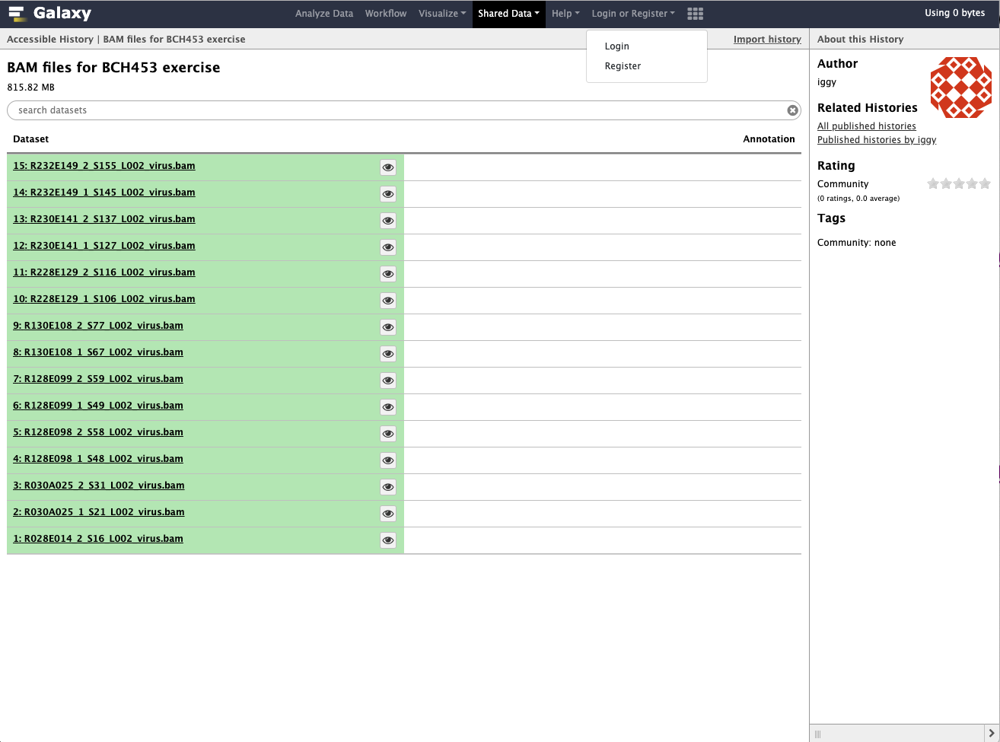 Galaxy
Analyze Data Workflow Visualize Shared Data Help Login or Register Using 0 bytes
Accessible History | BAM files for BCH453 exercise Import history About this History
Login
Register
BAM files for BCH453 exercise
815.82 MB
search datasets
Dataset Annotation
15: R232E149_2_S155_L002_virus.bam
14: R232E149_1_S145_L002_virus.bam
13: R230E141_2_S137_L002_virus.bam
12: R230E141_1_S127_L002_virus.bam
11: R228E129_2_S116_L002_virus.bam
10: R228E129_1_S106_L002_virus.bam
9: R130E108_2_S77_L002_virus.bam
8: R130E108_1_S67_L002_virus.bam
7: R128E099_2_S59_L002_virus.bam
6: R128E099_1_S49_L002_virus.bam
5: R128E098_2_S58_L002_virus.bam
4: R128E098_1_S48_L002_virus.bam
3: R030A025_2_S31_L002_virus.bam
2: R030A025_1_S21_L002_virus.bam
1: R028E014_2_S16_L002_virus.bam
Author
iggy
Related Histories
All published histories
Published histories by iggy
Rating
Community
(0 ratings, 0.0 average)
Tags
Community: none